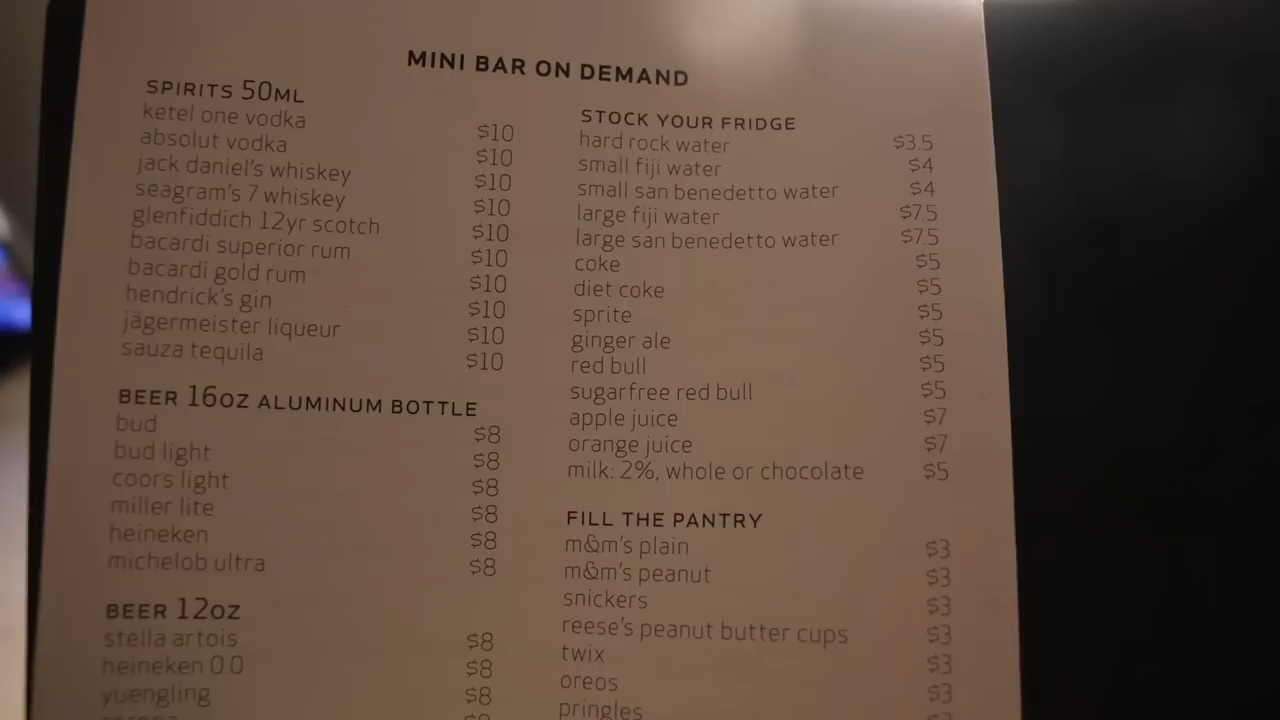 MINI BAR ON DEMAND
SPIRITS 50ML
ketel one vodka $10
absolut vodka $10
jack daniel's whiskey $10
seagram's 7 whiskey $10
glenfiddich 12yr scotch $10
bacardi superior rum $10
bacardi gold rum $10
hendrick's gin $10
jägermeister liqueur $10
sauza tequila $10
BEER 16OZ ALUMINUM BOTTLE
bud $8
bud light $8
coors light $8
miller lite $8
heineken $8
michelob ultra $8
BEER 12OZ
stella artois $8
heineken 0.0 $8
yuengling $8
STOCK YOUR FRIDGE
hard rock water $3.5
small fiji water $4
small san benedetto water $4
large fiji water $7.5
large san benedetto water $7.5
coke $5
diet coke $5
sprite $5
ginger ale $5
red bull $5
sugarfree red bull $5
apple juice $7
orange juice $7
milk: 2%, whole or chocolate $5
FILL THE PANTRY
m&m's plain $3
m&m's peanut $3
snickers $3
reese's peanut butter cups $3
twix $3
oreos $3
pringles